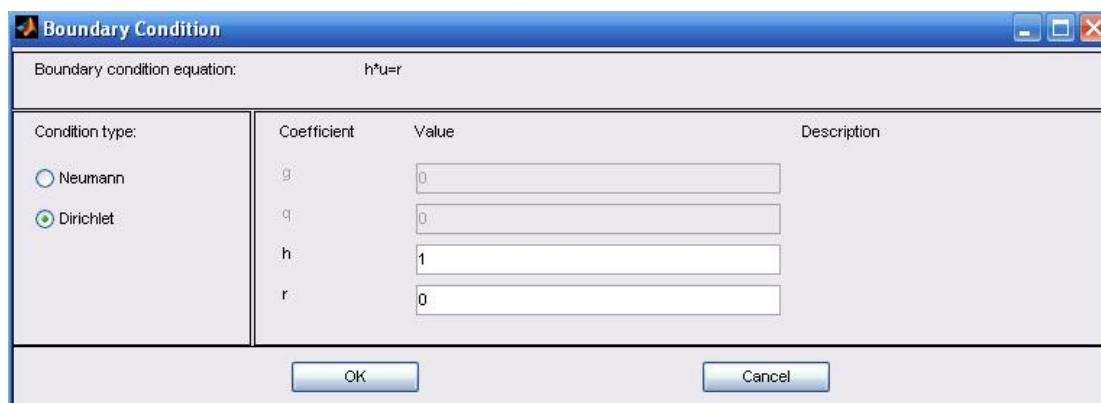 Boundary Condition
Boundary condition equation: h*u=r
Condition type:
Neumann
Dirichlet
Coefficient Value Description
g 0
q 0
h 1
r 0
OK Cancel